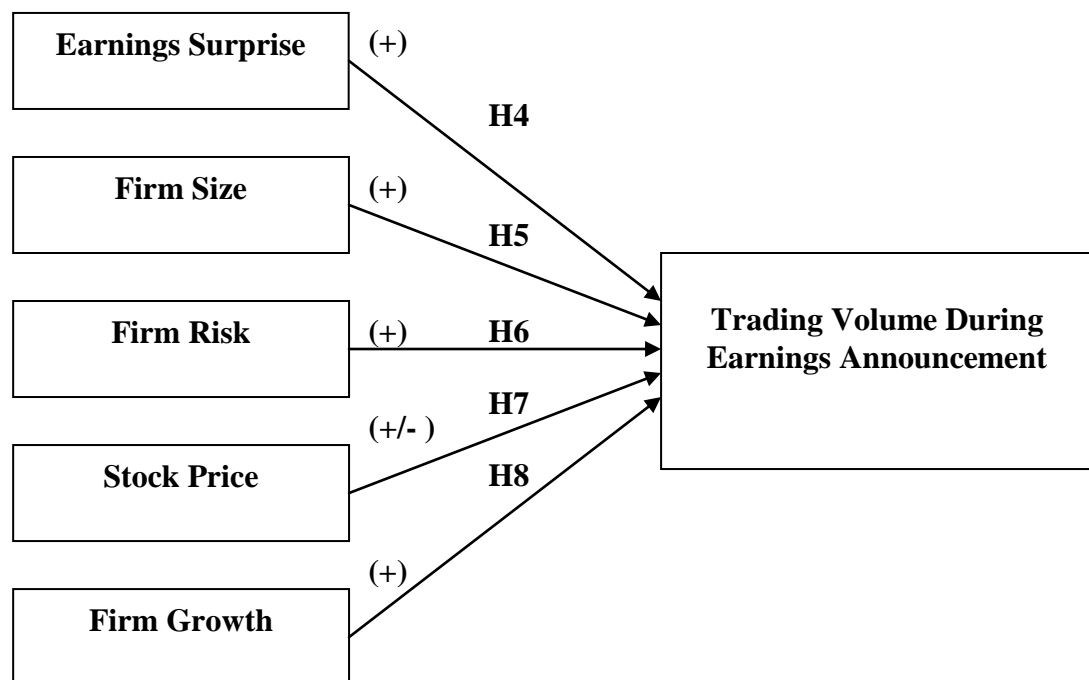 Earnings Surprise
(+)
H4
Firm Size
(+)
H5
Firm Risk
(+)
H6
Trading Volume During
Earnings Announcement
H7
(+/- )
Stock Price
H8
(+)
Firm Growth